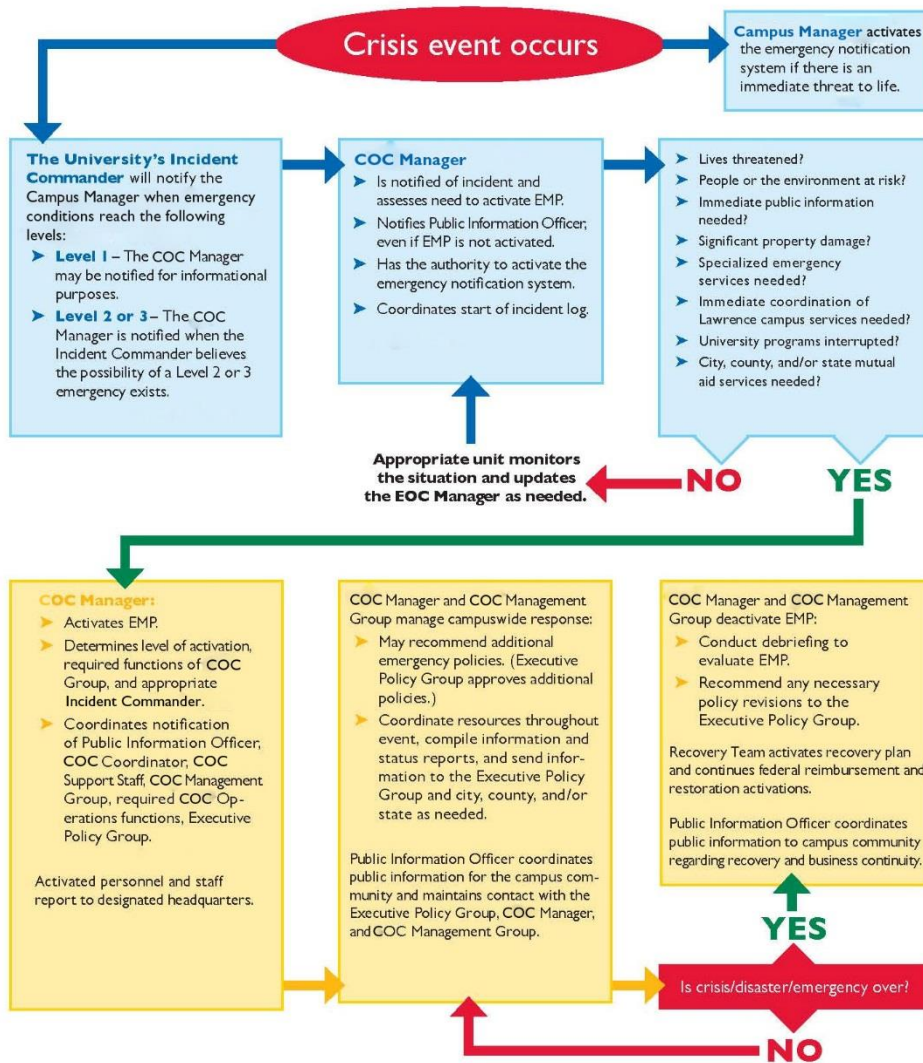 Crisis event occurs
Campus Manager activates
the emergency notification
system if there is an
immediate threat to life.
The University's Incident
Commander will notify the
Campus Manager when emergency
conditions reach the following
levels:
➤ Level 1 – The COC Manager
may be notified for informational
purposes.
➤ Level 2 or 3 – The COC
Manager is notified when the
Incident Commander believes
the possibility of a Level 2 or 3
emergency exists.
COC Manager
➤ Is notified of incident and
assesses need to activate EMP.
➤ Notifies Public Information Officer,
even if EMP is not activated.
➤ Has the authority to activate the
emergency notification system.
➤ Coordinates start of incident log.
➤ Lives threatened?
➤ People or the environment at risk?
➤ Immediate public information
needed?
➤ Significant property damage?
➤ Specialized emergency
services needed?
➤ Immediate coordination of
Lawrence campus services needed?
➤ University programs interrupted?
➤ City, county, and/or state mutual
aid services needed?
Appropriate unit monitors
the situation and updates
the EOC Manager as needed.
NO
YES
COC Manager:
➤ Activates EMP.
➤ Determines level of activation,
required functions of COC
Group, and appropriate
Incident Commander.
➤ Coordinates notification
of Public Information Officer,
COC Coordinator, COC
Support Staff, COC Management
Group, required COC Op-
erations functions, Executive
Policy Group.
Activated personnel and staff
report to designated headquarters.
COC Manager and COC Management
Group manage campuswide response:
➤ May recommend additional
emergency policies. (Executive
Policy Group approves additional
policies.)
➤ Coordinate resources throughout
event, compile information and
status reports, and send infor-
mation to the Executive Policy
Group and city, county, and/or
state as needed.
Public Information Officer coordinates
public information for the campus com-
munity and maintains contact with the
Executive Policy Group, COC Manager,
and COC Management Group.
COC Manager and COC Management
Group deactivate EMP:
➤ Conduct debriefing to
evaluate EMP.
➤ Recommend any necessary
policy revisions to the
Executive Policy Group.
Recovery Team activates recovery plan
and continues federal reimbursement and
restoration activations.
Public Information Officer coordinates
public information to campus community
regarding recovery and business continuity.
YES
Is crisis/disaster/emergency over?
NO